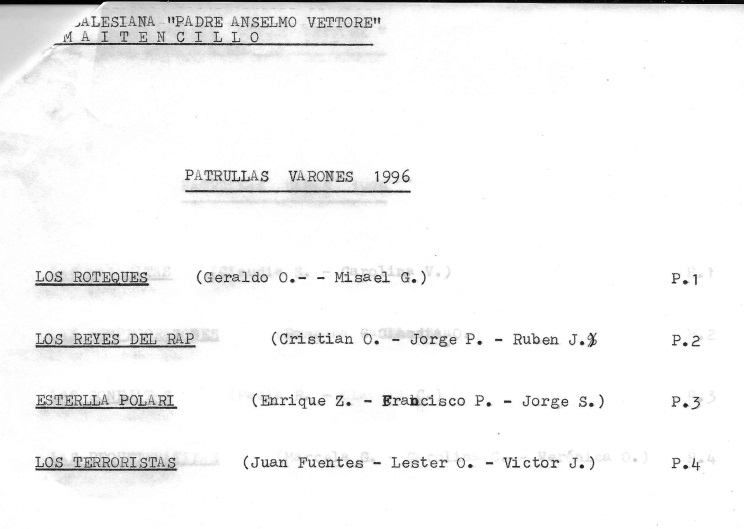 ALESIANA "PADRE ANSELMO VETTORE"
M A I T E N C I L L O
PATRULLAS VARONES 1996
LOS ROTEQUES (Geraldo O.- - Misael G.) P.1
LOS REYES DEL RAP (Cristian O. - Jorge P. - Ruben J.) P.2
ESTERLLA POLARI (Enrique Z. - Francisco P. - Jorge S.) P.3
LOS TERRORISTAS (Juan Fuentes - Lester O. - Victor J.) P.4